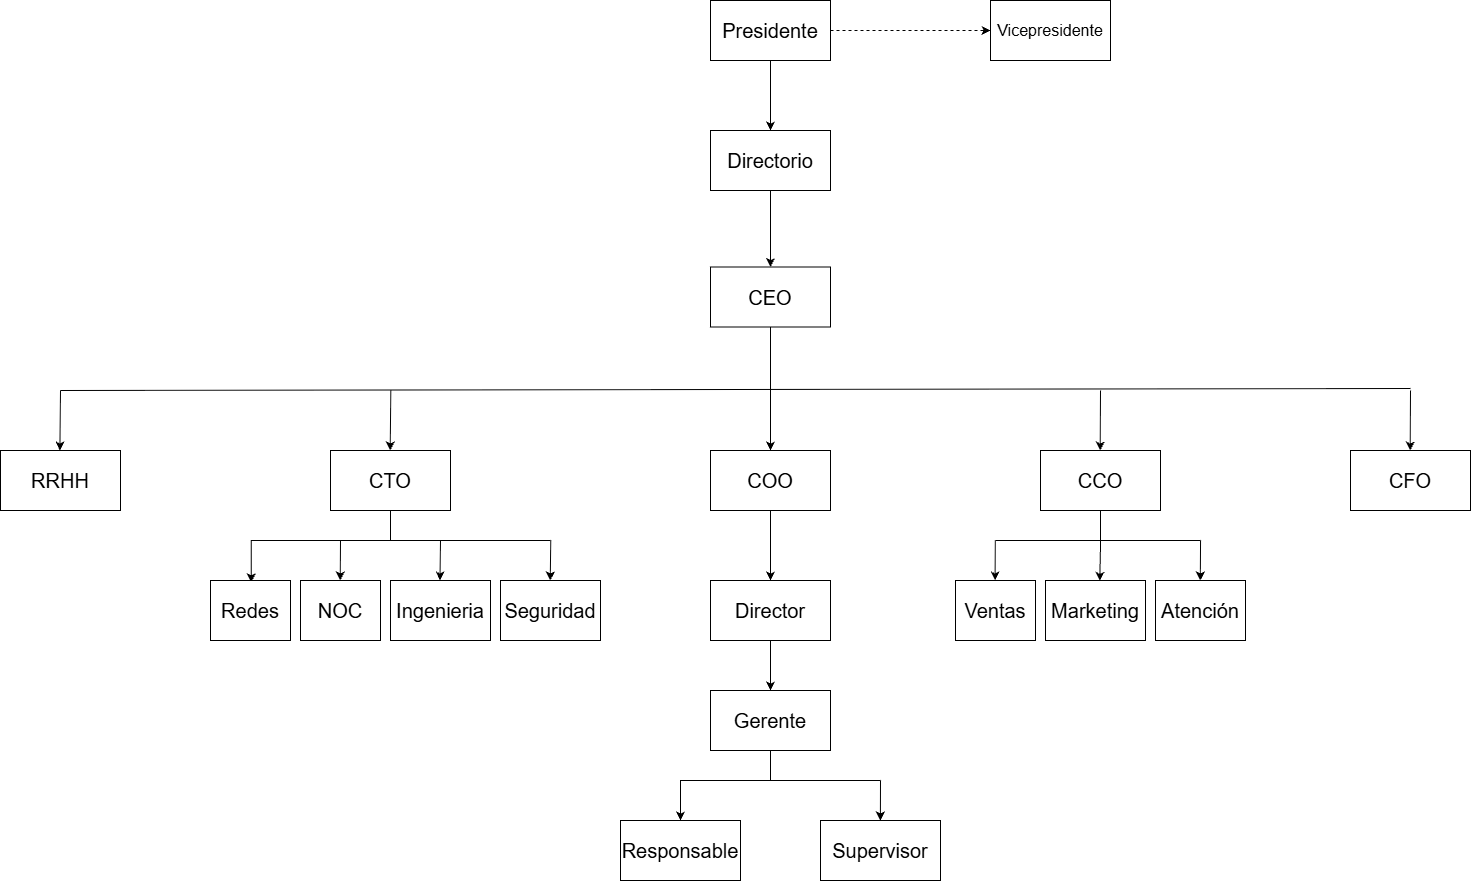 Presidente
Vicepresidente
Directorio
CEO
RRHH
CTO
COO
CCO
CFO
Redes
NOC
Ingenieria
Seguridad
Director
Ventas
Marketing
Atención
Gerente
Responsable
Supervisor